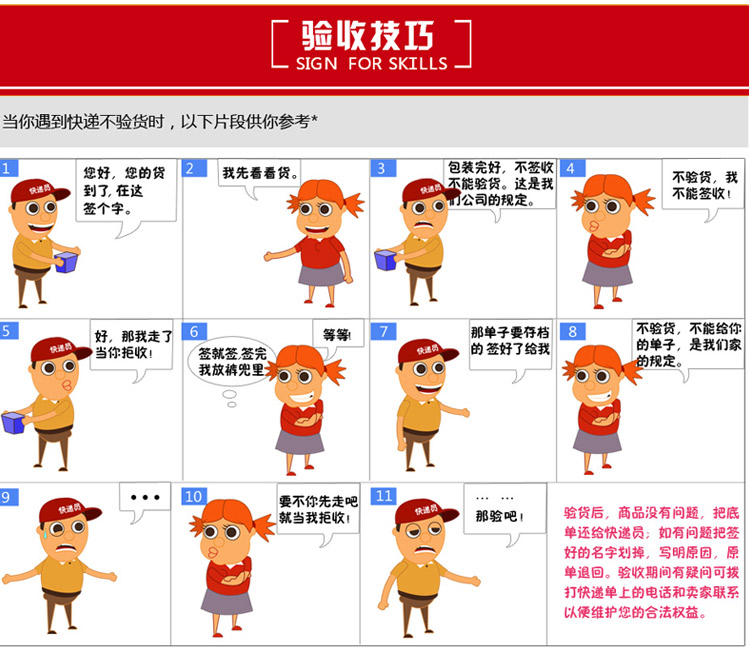 验收技巧
SIGN FOR SKILLS
当你遇到快递不验货时，以下片段供你参考*
1
快递员
您好，您的货
到了，在这
签个字。
2
我先看看货。
3
快递员
包装完好，不签收
不能验货。这是我
们公司的规定。
4
不验货，我
不能签收！
5
快递员
好，那我走了
当你拒收！
6
签就签，签完
我放裤兜里
等等！
7
快递员
那单子要存档
的 签好了给我
8
不验货，不能给你
的单子，是我们家
的规定。
9
快递员
•••
10
要不你先走吧
就当我拒收！
11
快递员
… …
那验吧！
验货后，商品没有问题，把底
单还给快递员；如有问题把签
好的名字划掉，写明原因，原
单退回。验收期间有疑问可拨
打快递单上的电话和卖家联系
以便维护您的合法权益。